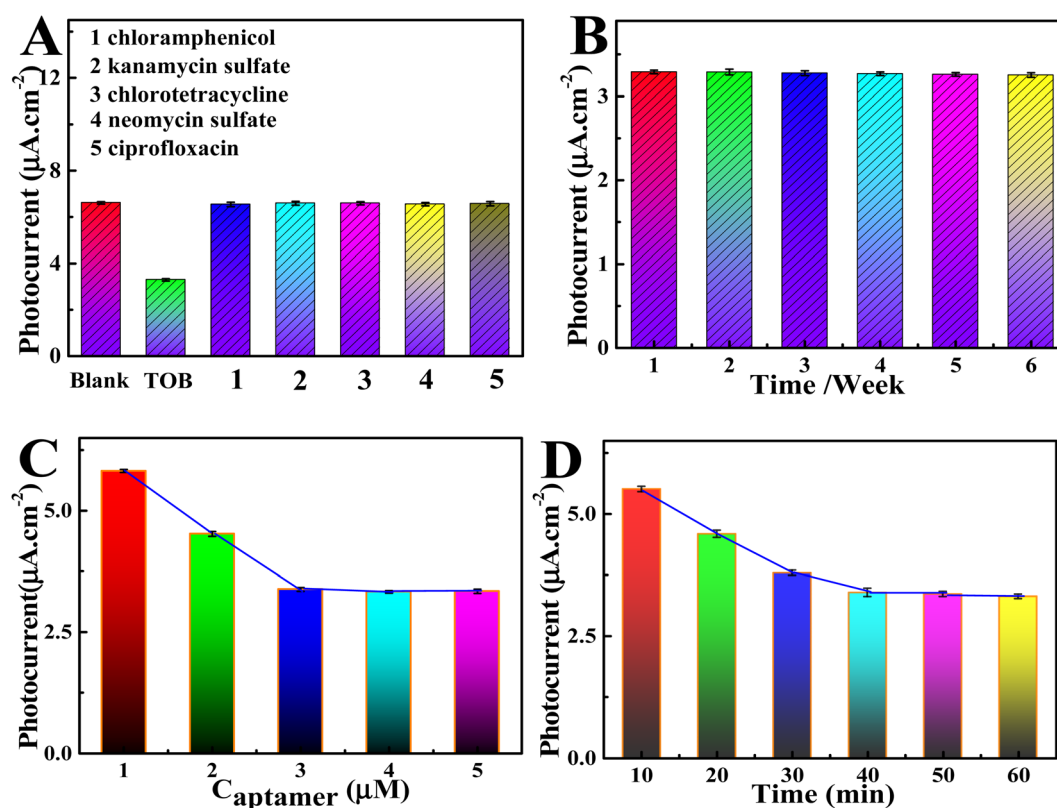 A
1 chloramphenicol
2 kanamycin sulfate
3 chlorotetracycline
4 neomycin sulfate
5 ciprofloxacin
Photocurrent (μA.cm-2)
12
8
4
0
Blank TOB 1 2 3 4 5
B
Photocurrent (μA.cm-2)
3
2
1
0
1 2 3 4 5 6
Time /Week
C
Photocurrent(μA.cm-2)
5.0
2.5
0.0
1 2 3 4 5
Captamer (μM)
D
Photocurrent (μA.cm-2)
5.0
2.5
0.0
10 20 30 40 50 60
Time (min)